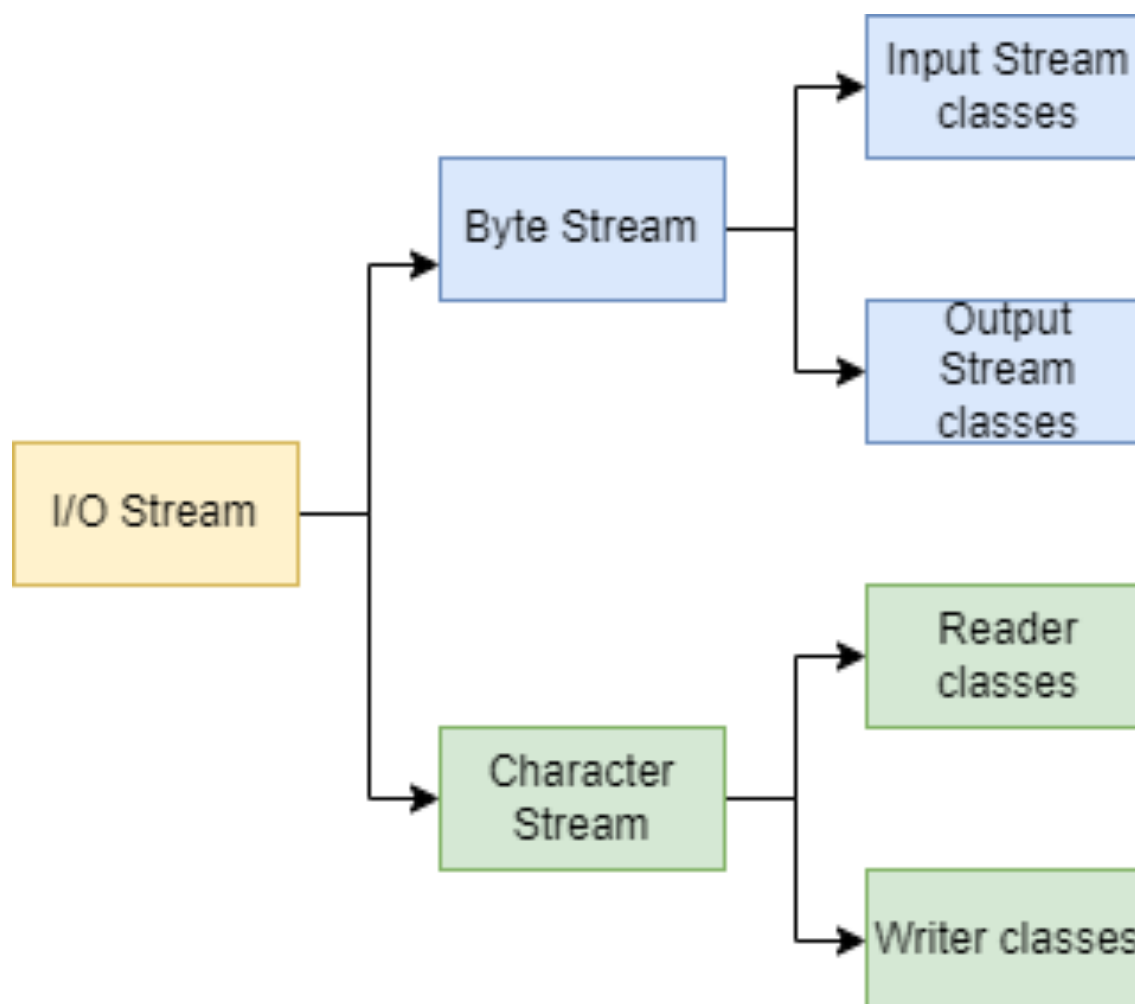 Input Stream
classes
Byte Stream
Output
Stream
classes
I/O Stream
Reader
classes
Character
Stream
Writer classes